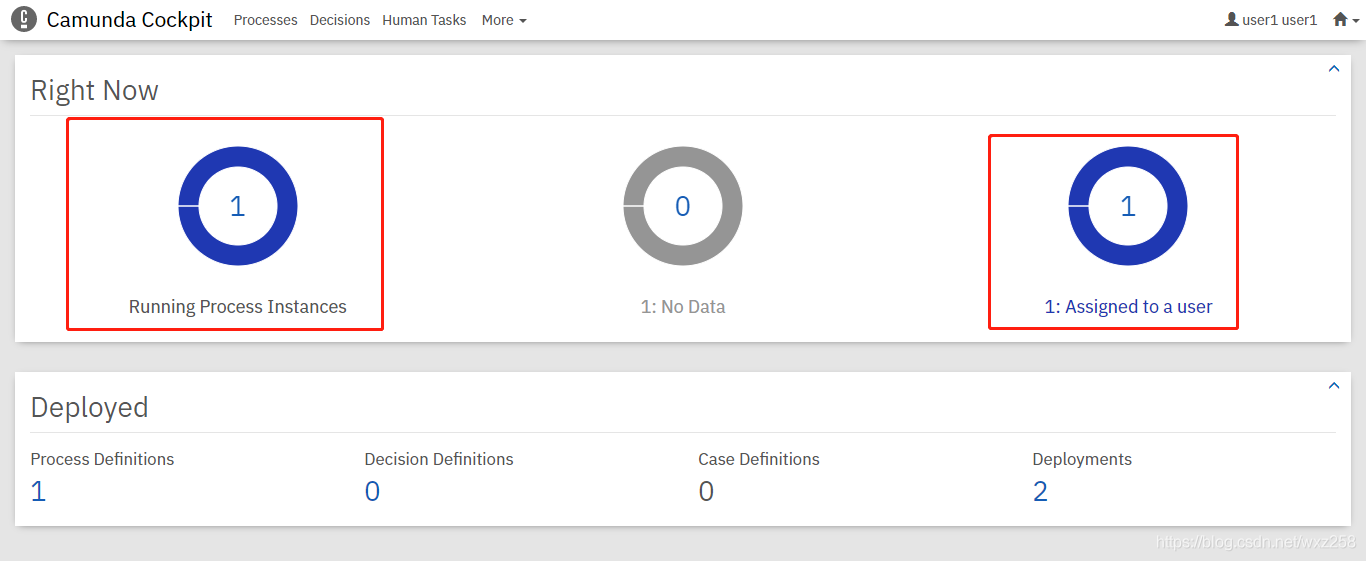 Camunda Cockpit Processes Decisions Human Tasks More user1 user1
Right Now
1 0 1
Running Process Instances 1: No Data 1: Assigned to a user
Deployed
Process Definitions Decision Definitions Case Definitions Deployments
1 0 0 2
https://blog.csdn.net/wxz258